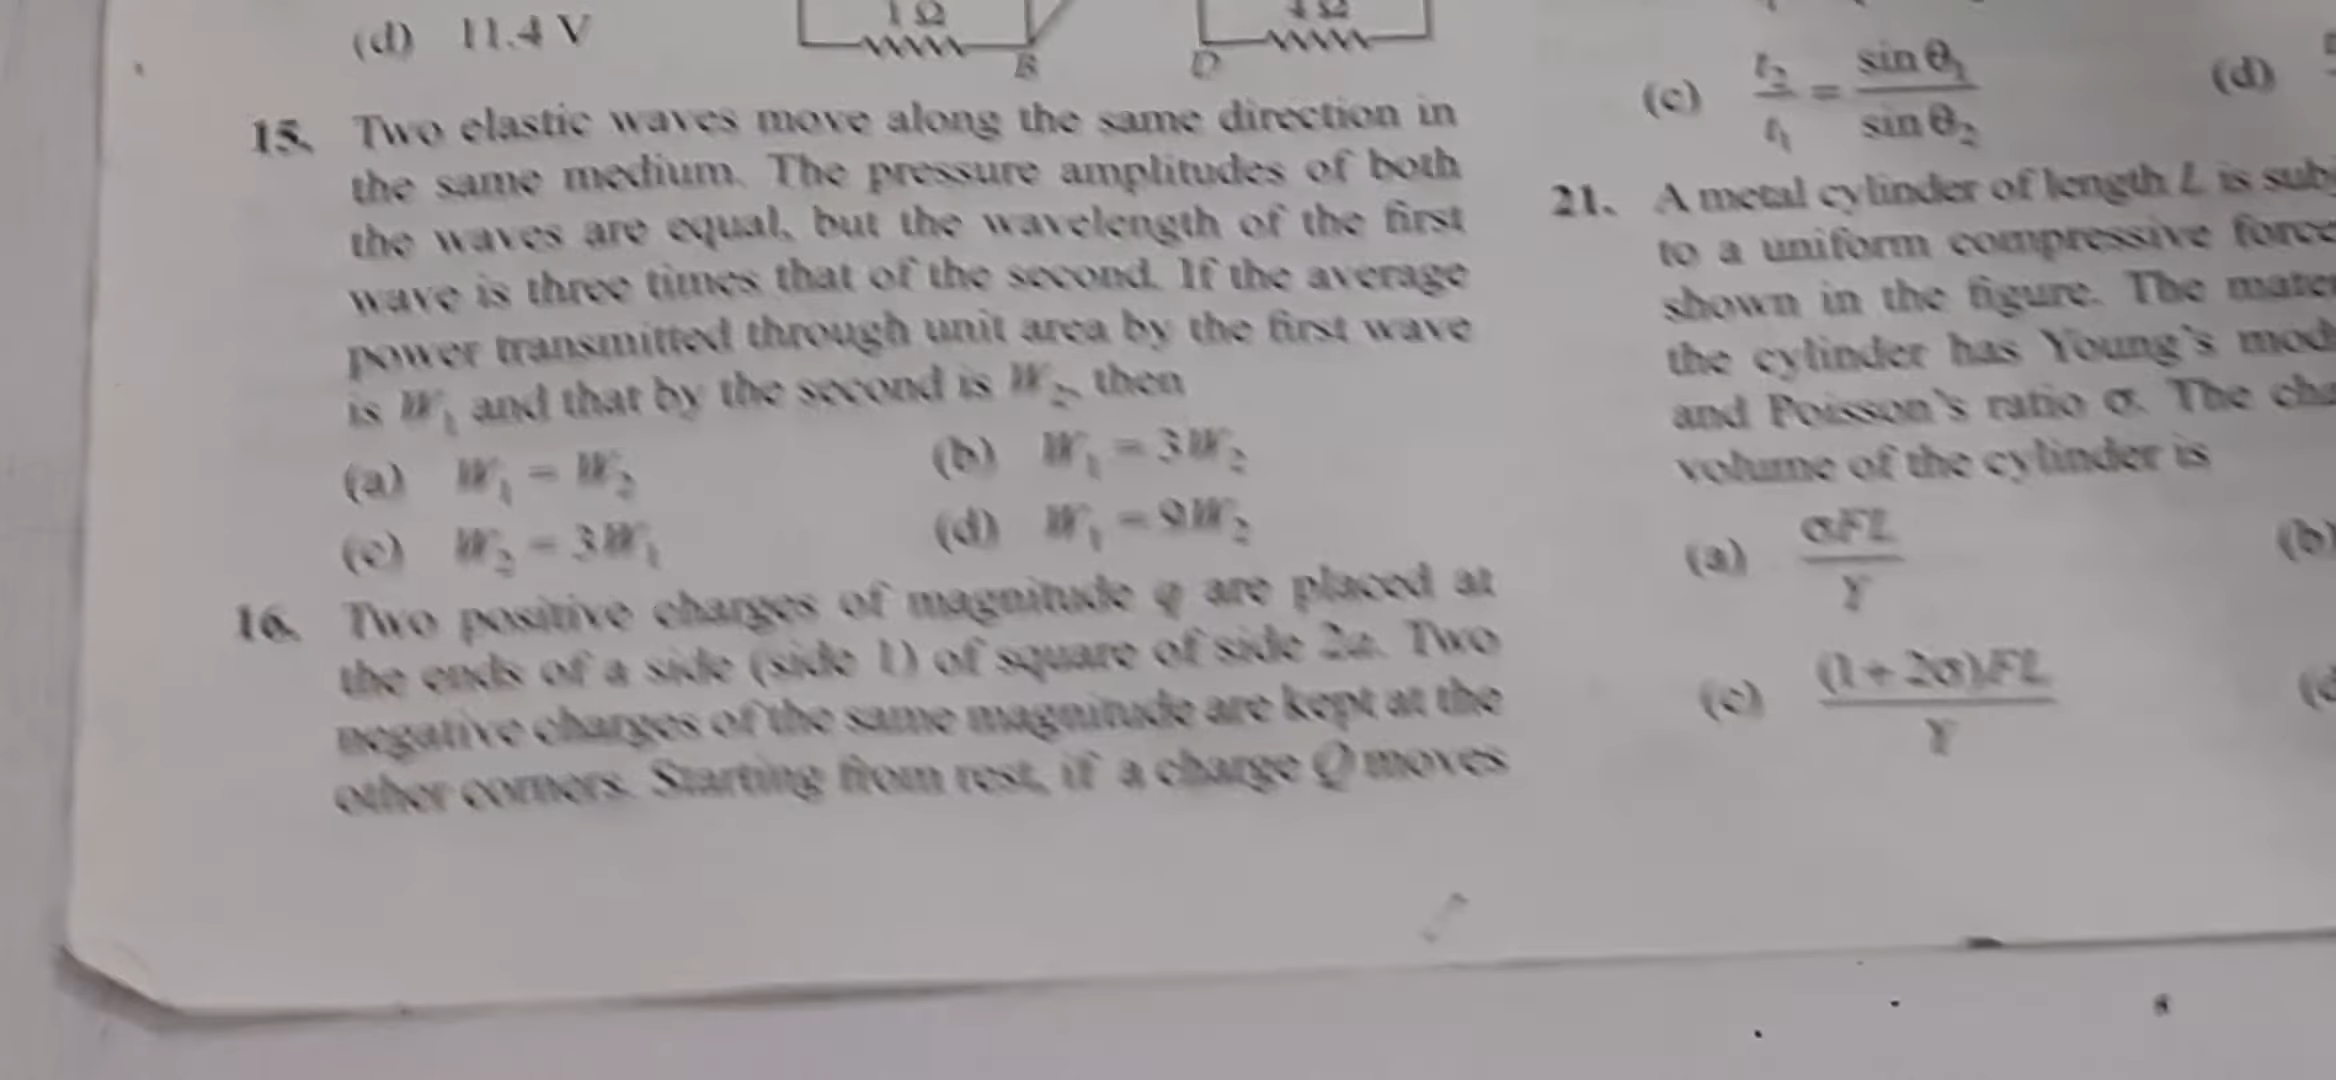 (d) 11.4 V
1 Ω
B
4 Ω
D
15. Two elastic waves move along the same direction in
the same medium. The pressure amplitudes of both
the waves are equal, but the wavelength of the first
wave is three times that of the second. If the average
power transmitted through unit area by the first wave
is W₁ and that by the second is W₂, then
(a) W₁ = W₂ (b) W₁ = 3W₂
(c) W₂ = 3W₁ (d) W₁ = 9W₂
16. Two positive charges of magnitude q are placed at
the ends of a side (side 1) of square of side 2a. Two
negative charges of the same magnitude are kept at the
other corners. Starting from rest, if a charge Q moves
(c) t₂/t₁ = sin θ₁/sin θ₂ (d)
21. A metal cylinder of length L is sub
to a uniform compressive force
shown in the figure. The mater
the cylinder has Young's mod
and Poisson's ratio σ. The cha
volume of the cylinder is
(a) σFL/Y (b)
(c) (1 + 2σ)FL/Y (d